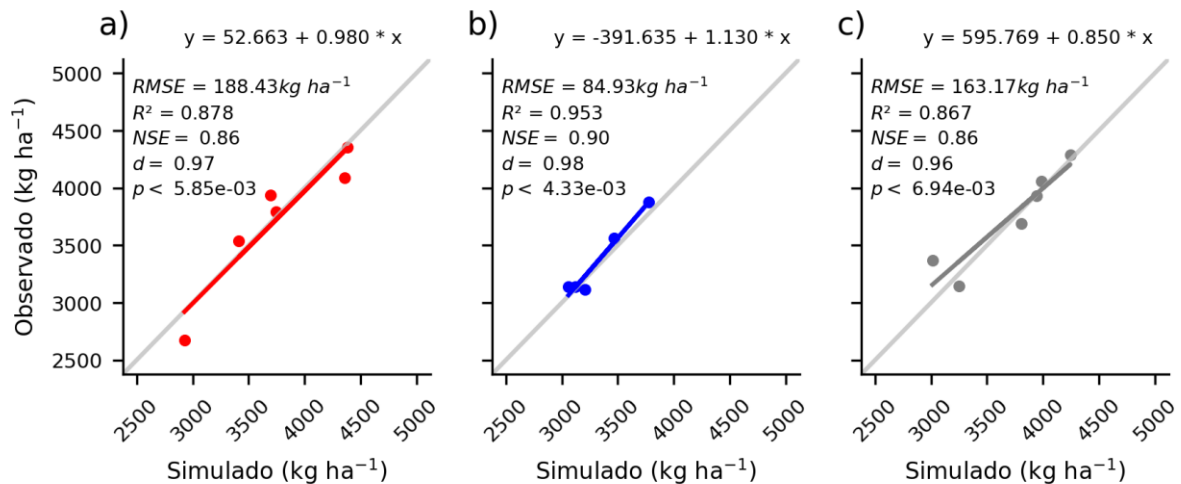 a)
y = 52.663 + 0.980 * x
RMSE = 188.43kg ha⁻¹
R² = 0.878
NSE = 0.86
d = 0.97
p < 5.85e-03
5000
4500
4000
3500
3000
2500
Observado (kg ha⁻¹)
2500 3000 3500 4000 4500 5000
Simulado (kg ha⁻¹)
b)
y = -391.635 + 1.130 * x
RMSE = 84.93kg ha⁻¹
R² = 0.953
NSE = 0.90
d = 0.98
p < 4.33e-03
2500 3000 3500 4000 4500 5000
Simulado (kg ha⁻¹)
c)
y = 595.769 + 0.850 * x
RMSE = 163.17kg ha⁻¹
R² = 0.867
NSE = 0.86
d = 0.96
p < 6.94e-03
2500 3000 3500 4000 4500 5000
Simulado (kg ha⁻¹)